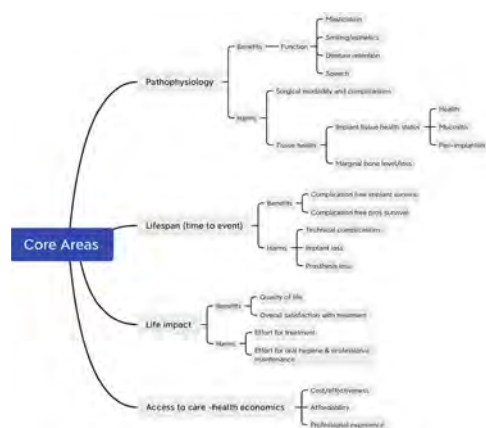 Core Areas
Pathophysiology
Benefits
Function
Mastication
Smiling/esthetics
Denture retention
Speech
Harms
Surgical morbidity and complications
Tissue health
Implant tissue health status
Health
Mucositis
Peri-implantitis
Marginal bone level/loss
Lifespan (time to event)
Benefits
Complication free implant survival
Complication free pros survival
Harms
Technical complications
Implant loss
Prosthesis loss
Life impact
Benefits
Quality of life
Overall satisfaction with treatment
Harms
Effort for treatment
Effort for oral hygiene & professional
maintenance
Access to care -health economics
Cost/effectiveness
Affordability
Professional experience